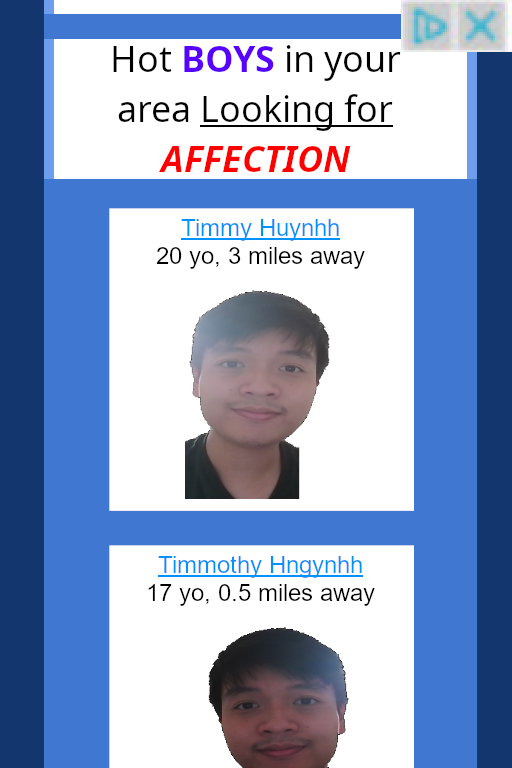 Hot BOYS in your
area Looking for
AFFECTION
Timmy Huynhh
20 yo, 3 miles away
Timmothy Hngynhh
17 yo, 0.5 miles away